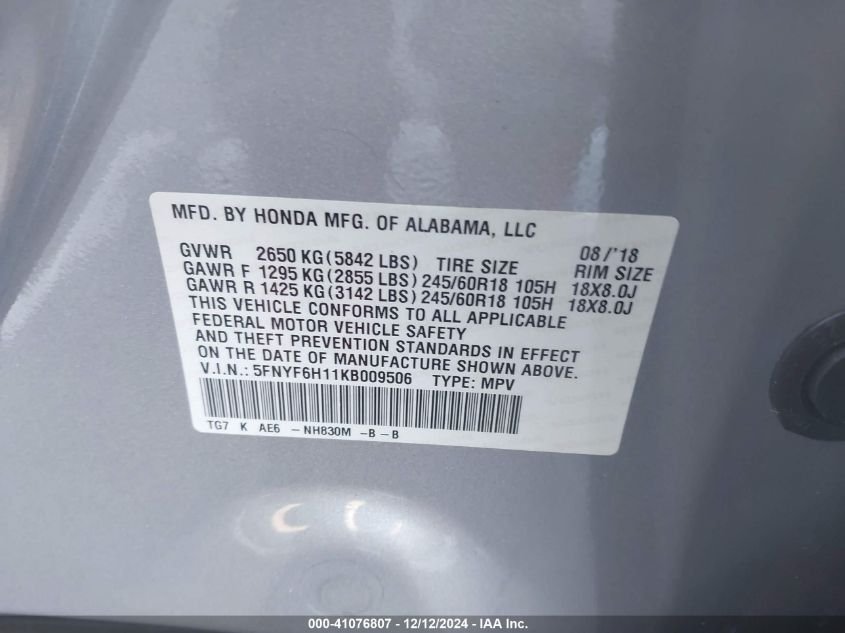 MFD. BY HONDA MFG. OF ALABAMA, LLC
GVWR 2650 KG(5842 LBS) TIRE SIZE 08/'18 RIM SIZE
GAWR F 1295 KG(2855 LBS) 245/60R18 105H 18X8.0J
GAWR R 1425 KG(3142 LBS) 245/60R18 105H 18X8.0J
THIS VEHICLE CONFORMS TO ALL APPLICABLE
FEDERAL MOTOR VEHICLE SAFETY
AND THEFT PREVENTION STANDARDS IN EFFECT
ON THE DATE OF MANUFACTURE SHOWN ABOVE.
V.I.N.: 5FNYF6H11KB009506 TYPE: MPV
TG7 K AE6 - NH830M - B - B
000-41076807 - 12/12/2024 - IAA Inc.